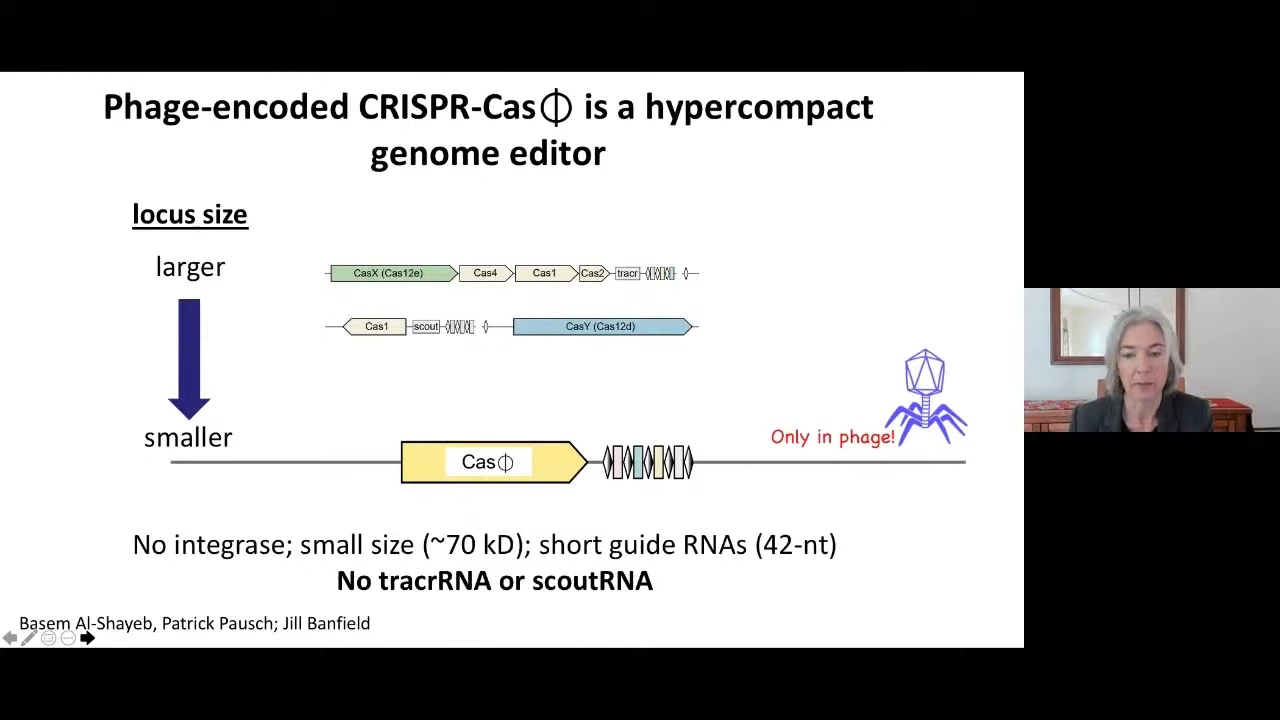 Phage-encoded CRISPR-CasΦ is a hypercompact
genome editor
locus size
larger
CasX (Cas12e) Cas4 Cas1 Cas2 tracr
Cas1 scout CasY (Cas12d)
smaller
Only in phage!
CasΦ
No integrase; small size (~70 kD); short guide RNAs (42-nt)
No tracrRNA or scoutRNA
Basem Al-Shayeb, Patrick Pausch; Jill Banfield